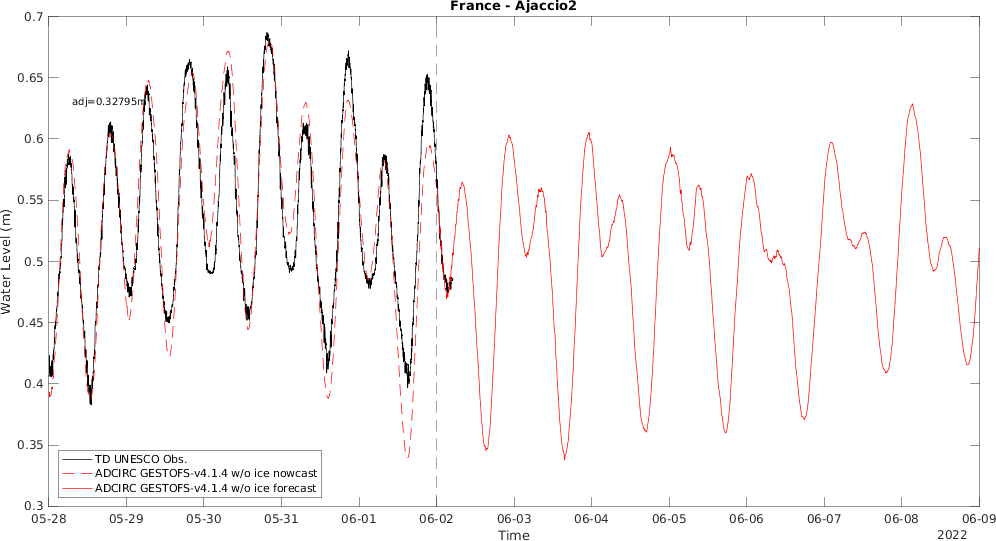 France - Ajaccio2
Water Level (m)
0.7
0.65
0.6
0.55
0.5
0.45
0.4
0.35
0.3
adj=0.32795m
TD UNESCO Obs.
ADCIRC GESTOFS-v4.1.4 w/o ice nowcast
ADCIRC GESTOFS-v4.1.4 w/o ice forecast
05-28 05-29 05-30 05-31 06-01 06-02 06-03 06-04 06-05 06-06 06-07 06-08 06-09
Time
2022